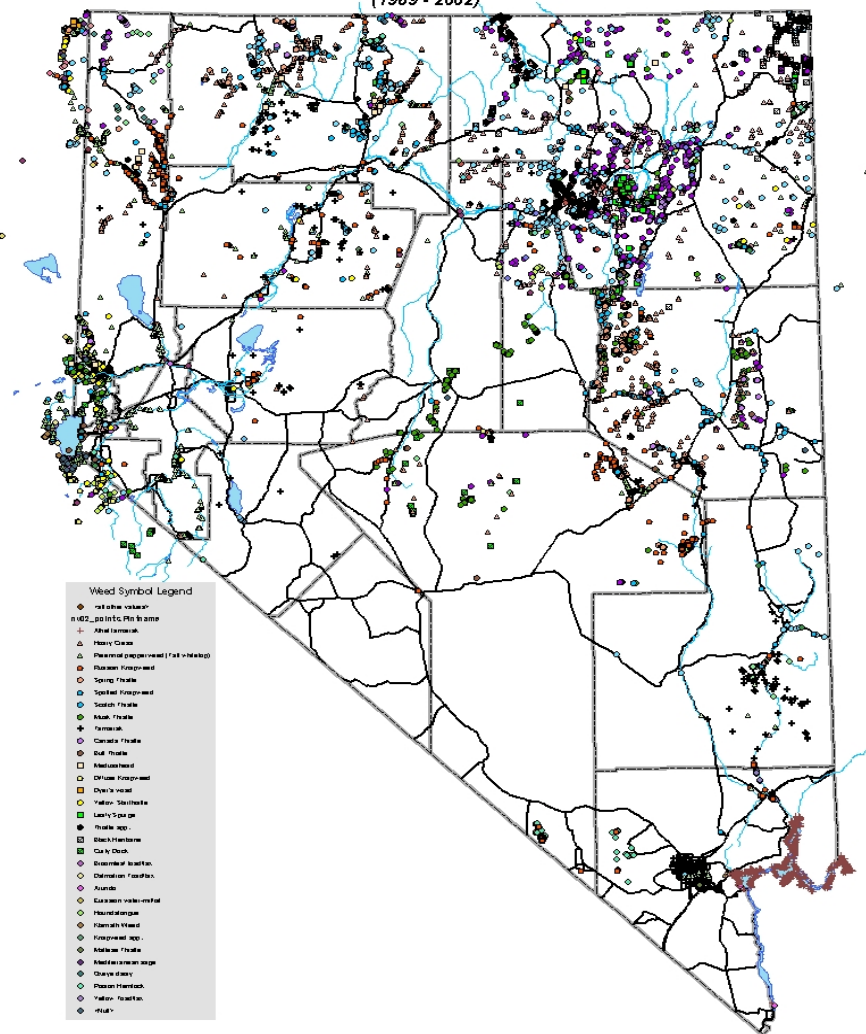 (1989 - 2002)
Weed Symbol Legend
<all other values>
nv02_points.Plntname
Athel tamarisk
Hoary Cress
Perennial pepperweed (Tall whitetop)
Russian Knapweed
Spring Thistle
Spotted Knapweed
Scotch Thistle
Musk Thistle
Tamarisk
Canada Thistle
Bull Thistle
Medusahead
Diffuse Knapweed
Dyer's woad
Yellow Starthistle
Leafy Spurge
Thistle spp.
Black Henbane
Curly Dock
Broomleaf toadflax
Dalmation Toadflax
Arundo
Eurasian water-milfoil
Houndstongue
Klamath Weed
Knapweed spp.
Maltese Thistle
Mediterranean sage
Oxeye daisy
Poison Hemlock
Yellow Toadflax
<Null>